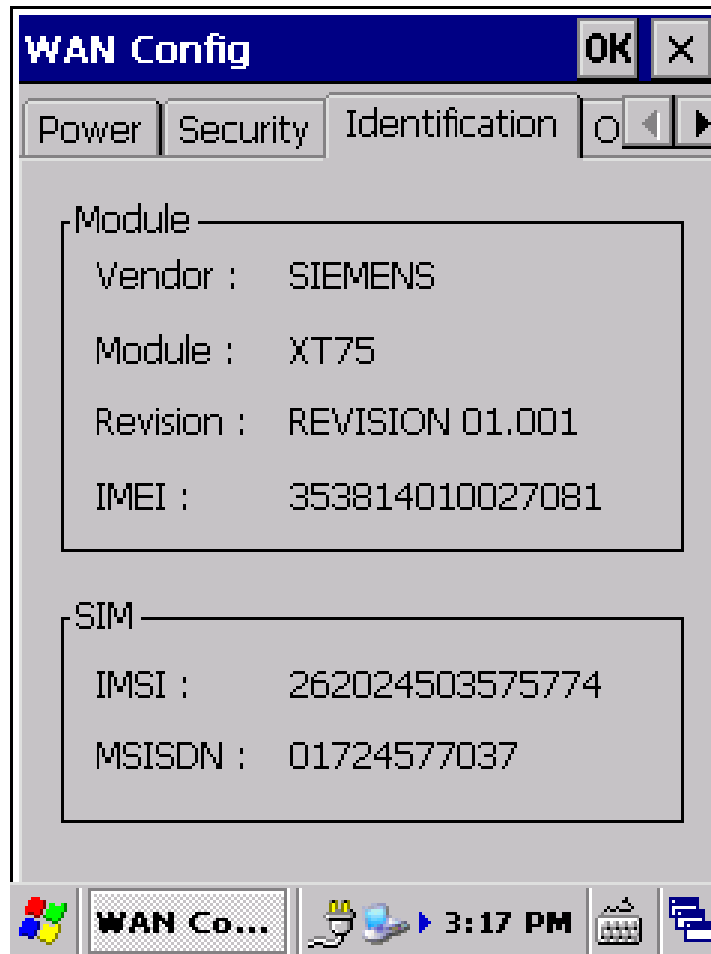 WAN Config OK ×
Power Security Identification O
Module
Vendor : SIEMENS
Module : XT75
Revision : REVISION 01.001
IMEI : 353814010027081
SIM
IMSI : 262024503575774
MSISDN : 01724577037
WAN Co... 3:17 PM